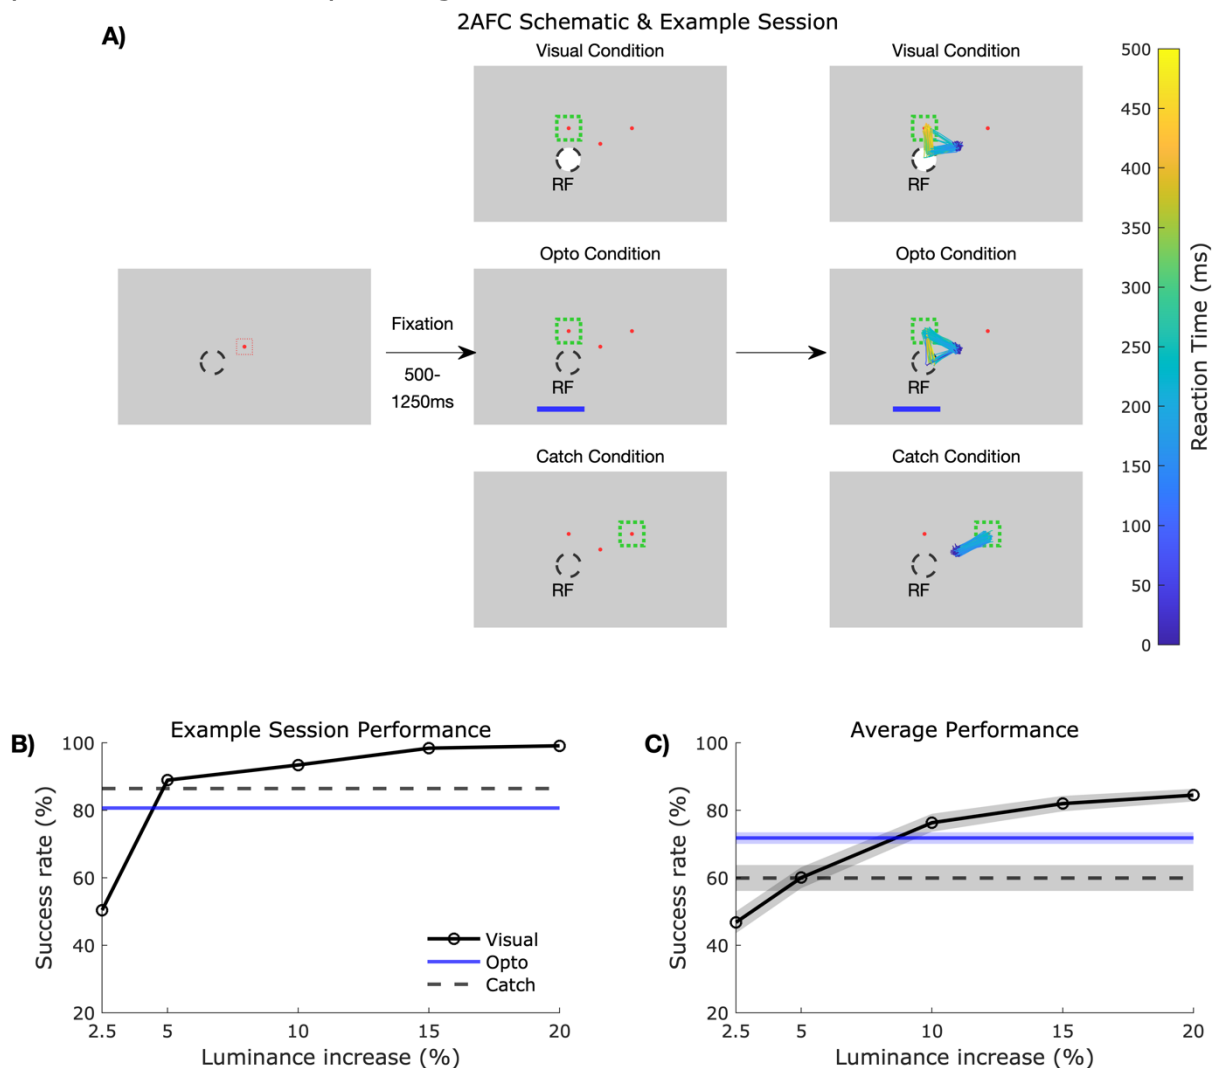 2AFC Schematic & Example Session
A)
Visual Condition
Visual Condition
RF
RF
Opto Condition
Opto Condition
Fixation
500-
1250ms
RF
RF
Catch Condition
Catch Condition
RF
RF
500
450
400
350
300
250
200
150
100
50
0
Reaction Time (ms)
B)
Example Session Performance
100
80
60
40
20
Success rate (%)
Visual
Opto
Catch
2.5
5
10
15
20
Luminance increase (%)
C)
Average Performance
100
80
60
40
20
Success rate (%)
2.5
5
10
15
20
Luminance increase (%)